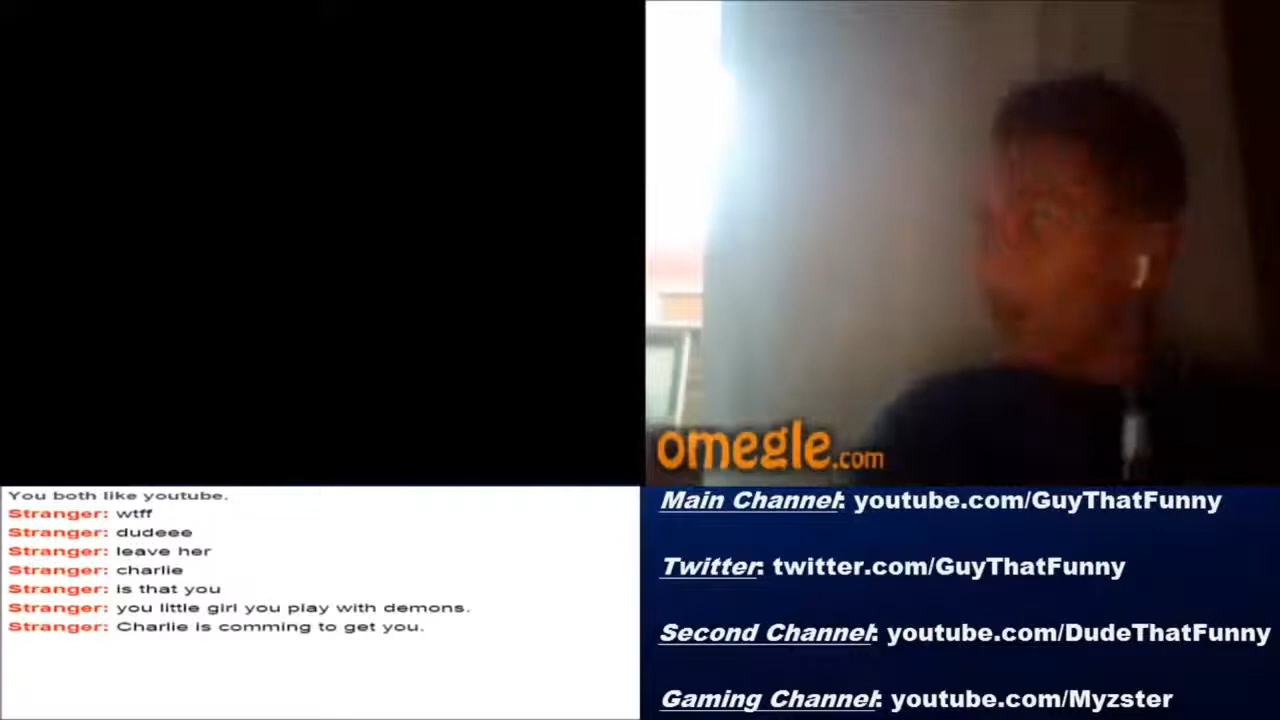 omegle.com
You both like youtube.
Stranger: wtff
Stranger: dudeee
Stranger: leave her
Stranger: charlie
Stranger: is that you
Stranger: you little girl you play with demons.
Stranger: Charlie is comming to get you.
Main Channel: youtube.com/GuyThatFunny
Twitter: twitter.com/GuyThatFunny
Second Channel: youtube.com/DudeThatFunny
Gaming Channel: youtube.com/Myzster